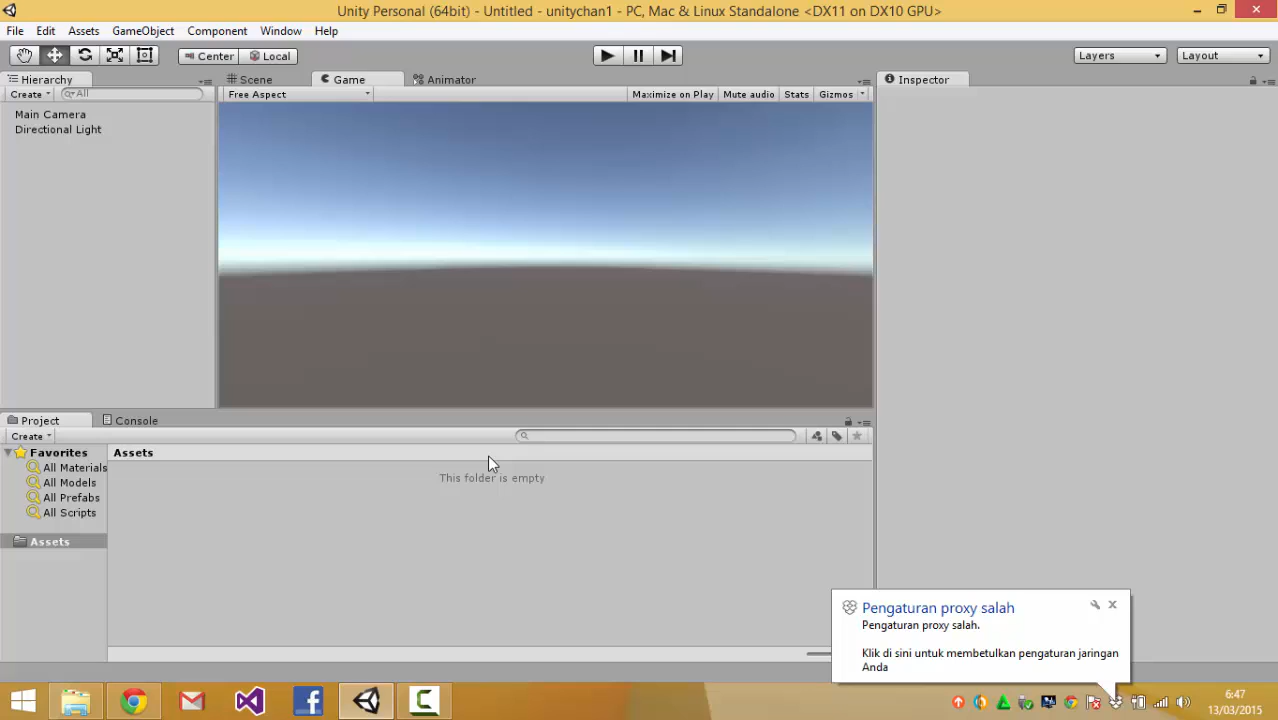 Unity Personal (64bit) - Untitled - unitychan1 - PC, Mac & Linux Standalone <DX11 on DX10 GPU>
File Edit Assets GameObject Component Window Help
Center Local Layers Layout
Hierarchy Scene Game Animator Inspector
Create All Free Aspect Maximize on Play Mute audio Stats Gizmos
Main Camera
Directional Light
Project Console
Create
Favorites Assets
All Materials
This folder is empty
All Models
All Prefabs
All Scripts
Assets
Pengaturan proxy salah
Pengaturan proxy salah.
Klik di sini untuk membetulkan pengaturan jaringan
Anda
6:47
13/03/2015